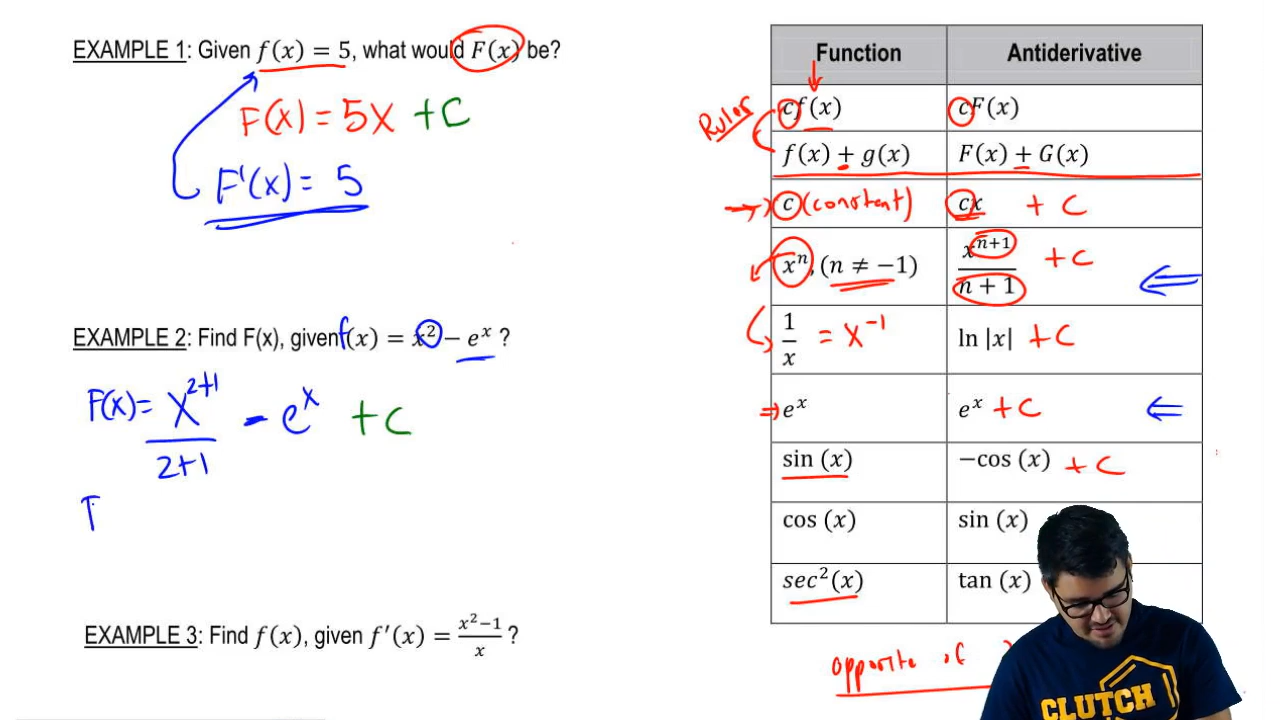 EXAMPLE 1: Given f(x) = 5, what would F(x) be?
F(x) = 5x + C
F'(x) = 5
EXAMPLE 2: Find F(x), given f(x) = x² − eˣ ?
F(x) = x²⁺¹ / 2+1 - eˣ + C
EXAMPLE 3: Find f(x), given f′(x) = (x²−1)/x ?
Rules
Function Antiderivative
cf(x) cF(x)
f(x) + g(x) F(x) + G(x)
c (constant) cx + C
xⁿ, (n ≠ −1) xⁿ⁺¹ / n + 1 + C
1/x = x⁻¹ ln |x| + C
⇒ eˣ eˣ + C
sin (x) −cos (x) + C
cos (x) sin (x)
sec²(x) tan (x)
opposite of
CLUTCH